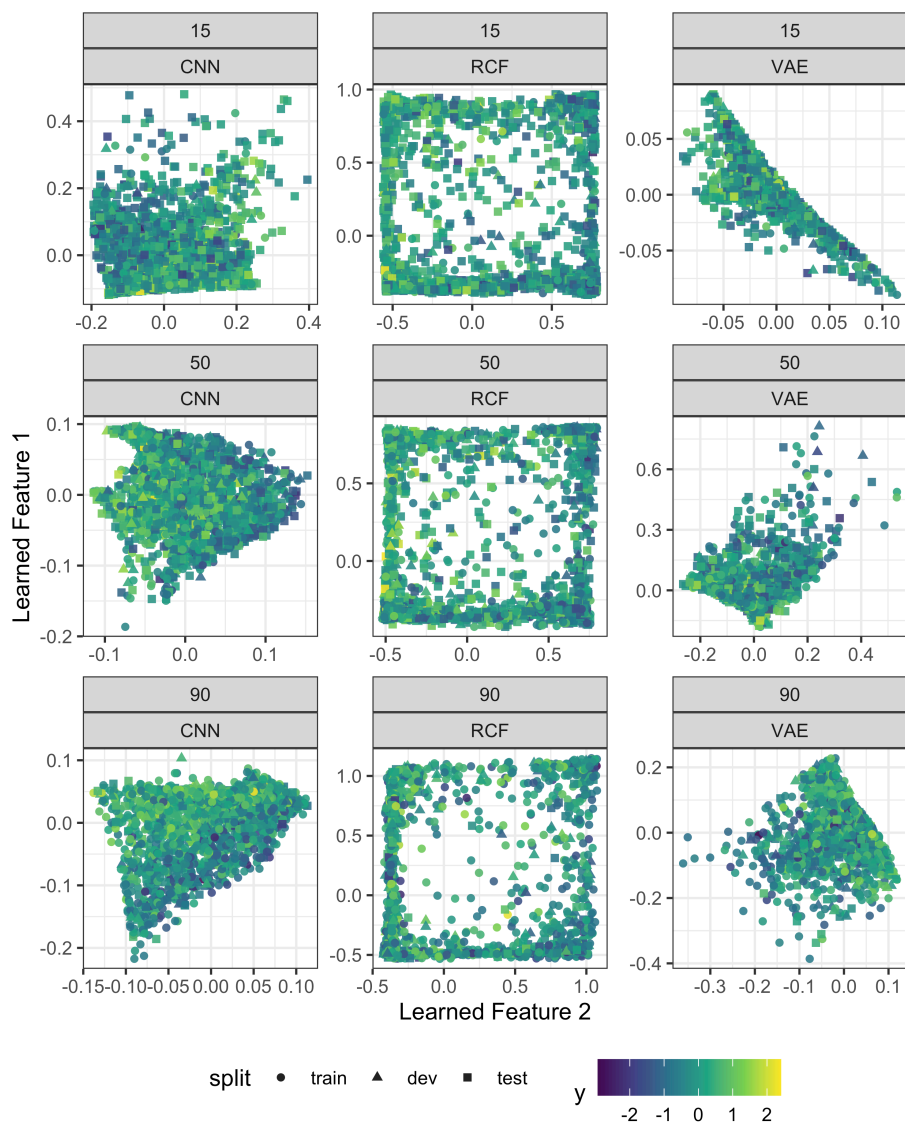 15 15 15
CNN RCF VAE
0.4 0.2 0.0
1.0 0.5 0.0
0.05 0.00 -0.05
-0.2 0.0 0.2 0.4
-0.5 0.0 0.5
-0.05 0.00 0.05 0.10
50 50 50
CNN RCF VAE
0.1 0.0 -0.1 -0.2
0.5 0.0
0.6 0.3 0.0
-0.1 0.0 0.1
-0.5 0.0 0.5
-0.2 0.0 0.2 0.4
Learned Feature 1
90 90 90
CNN RCF VAE
0.1 0.0 -0.1 -0.2
1.0 0.5 0.0 -0.5
0.2 0.0 -0.2 -0.4
-0.15 -0.10 -0.05 0.00 0.05 0.10
-0.5 0.0 0.5 1.0
-0.3 -0.2 -0.1 0.0 0.1
Learned Feature 2
split train dev test
y -2 -1 0 1 2